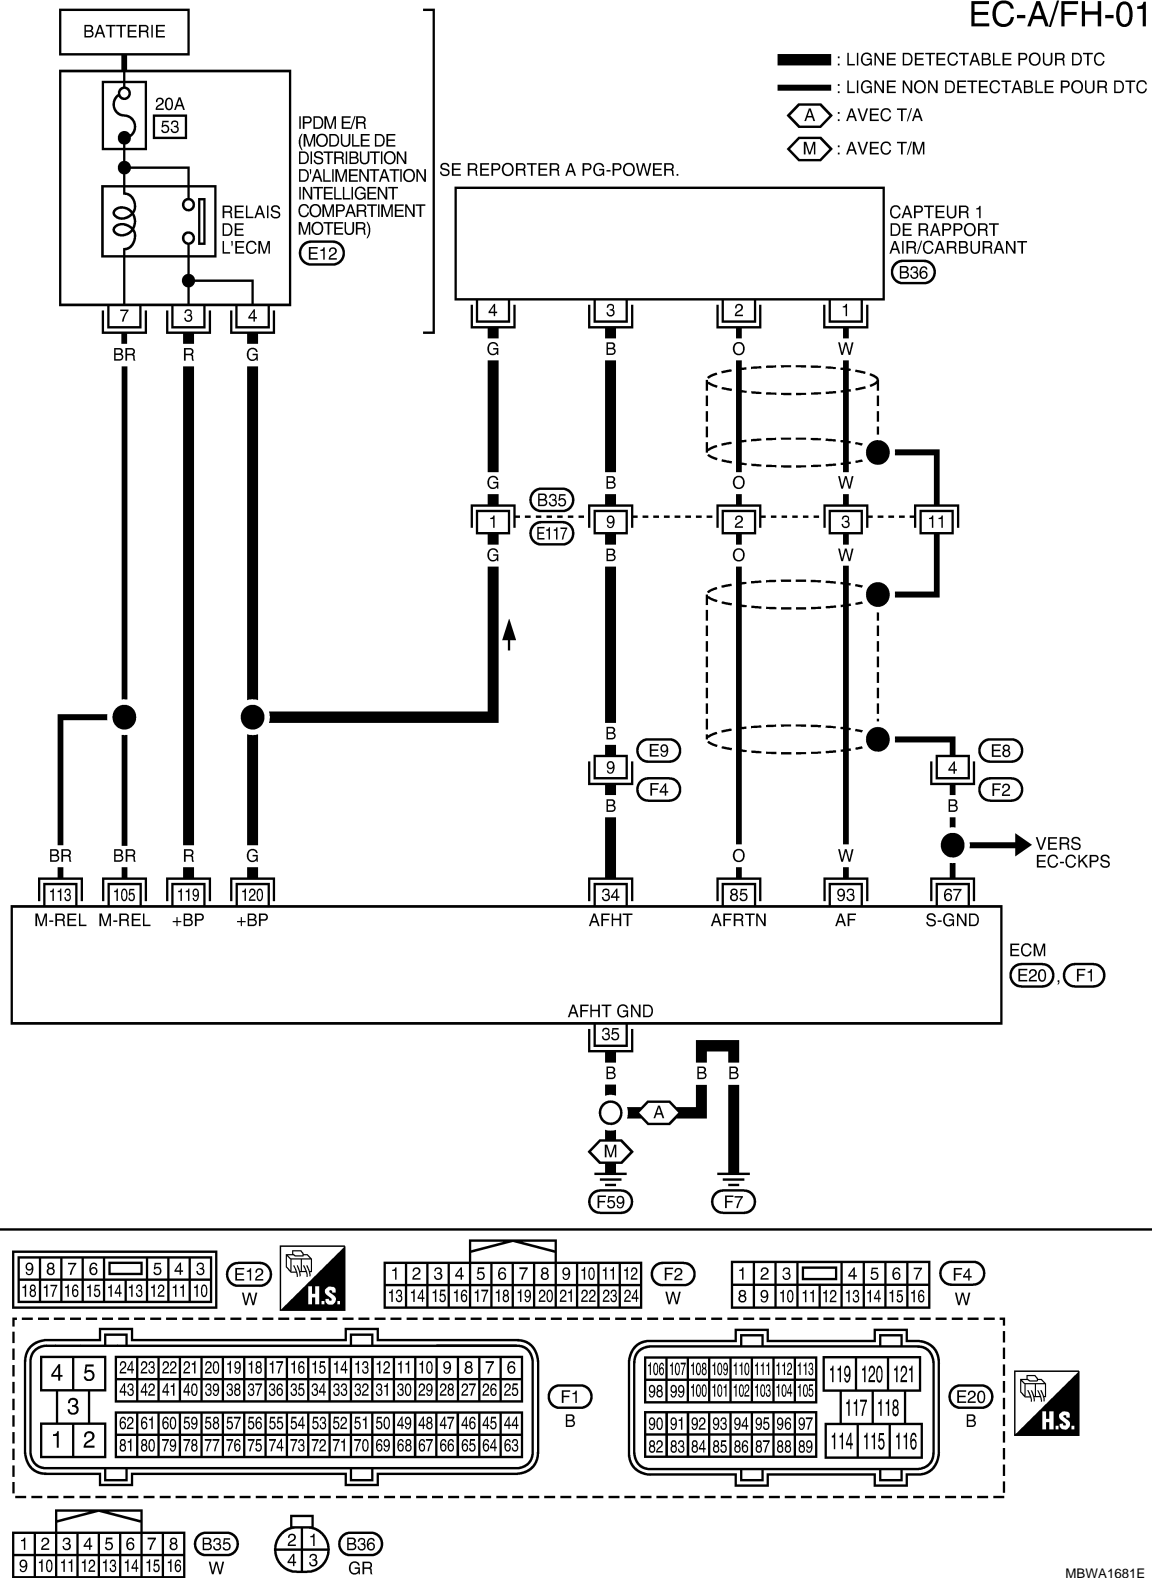 EC-A/FH-01
BATTERIE
: LIGNE DETECTABLE POUR DTC
: LIGNE NON DETECTABLE POUR DTC
A : AVEC T/A
M : AVEC T/M
20A
53
IPDM E/R
(MODULE DE
DISTRIBUTION
D'ALIMENTATION
INTELLIGENT
COMPARTIMENT
MOTEUR)
E12
SE REPORTER A PG-POWER.
RELAIS
DE
L'ECM
CAPTEUR 1
DE RAPPORT
AIR/CARBURANT
B36
7 3 4 4 3 2 1
BR R G G B O W
G B O W
B35
1 9 2 3 11
E117
G B O W
B
E9 E8
9 4
F4 F2
B B
VERS
EC-CKPS
BR BR R G O W
113 105 119 120 34 85 93 67
M-REL M-REL +BP +BP AFHT AFRTN AF S-GND
ECM
E20 , F1
AFHT GND
35
B B B
A
M
F59 F7
9 8 7 6 5 4 3
18 17 16 15 14 13 12 11 10
E12
W
H.S.
1 2 3 4 5 6 7 8 9 10 11 12
13 14 15 16 17 18 19 20 21 22 23 24
F2
W
1 2 3 4 5 6 7
8 9 10 11 12 13 14 15 16
F4
W
4 5
3
1 2
24 23 22 21 20 19 18 17 16 15 14 13 12 11 10 9 8 7 6
43 42 41 40 39 38 37 36 35 34 33 32 31 30 29 28 27 26 25
62 61 60 59 58 57 56 55 54 53 52 51 50 49 48 47 46 45 44
81 80 79 78 77 76 75 74 73 72 71 70 69 68 67 66 65 64 63
F1
B
106 107 108 109 110 111 112 113
98 99 100 101 102 103 104 105
90 91 92 93 94 95 96 97
82 83 84 85 86 87 88 89
119 120 121
117 118
114 115 116
E20
B
H.S.
1 2 3 4 5 6 7 8
9 10 11 12 13 14 15 16
B35
W
2 1
4 3
B36
GR
MBWA1681E